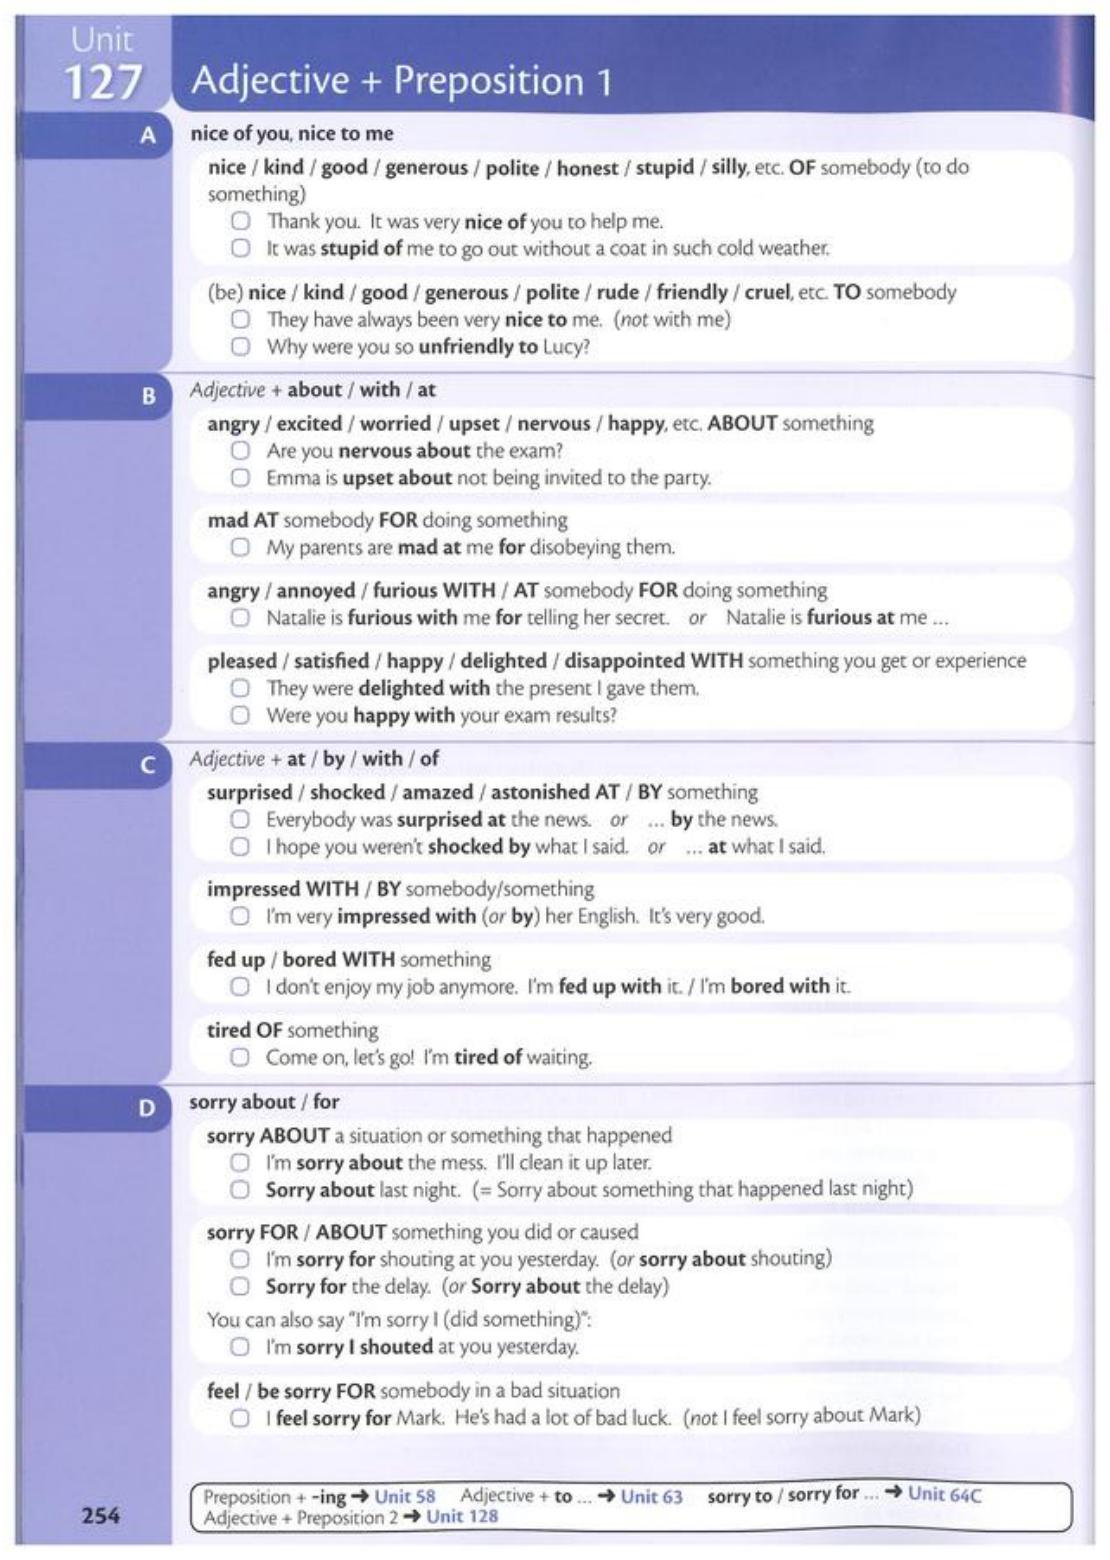 Unit
127
Adjective + Preposition 1
A
nice of you, nice to me
nice / kind / good / generous / polite / honest / stupid / silly, etc. OF somebody (to do
something)
Thank you. It was very nice of you to help me.
It was stupid of me to go out without a coat in such cold weather.
(be) nice / kind / good / generous / polite / rude / friendly / cruel, etc. TO somebody
They have always been very nice to me. (not with me)
Why were you so unfriendly to Lucy?
B
Adjective + about / with / at
angry / excited / worried / upset / nervous / happy, etc. ABOUT something
Are you nervous about the exam?
Emma is upset about not being invited to the party.
mad AT somebody FOR doing something
My parents are mad at me for disobeying them.
angry / annoyed / furious WITH / AT somebody FOR doing something
Natalie is furious with me for telling her secret. or Natalie is furious at me ...
pleased / satisfied / happy / delighted / disappointed WITH something you get or experience
They were delighted with the present I gave them.
Were you happy with your exam results?
C
Adjective + at / by / with / of
surprised / shocked / amazed / astonished AT / BY something
Everybody was surprised at the news. or ... by the news.
I hope you weren't shocked by what I said. or ... at what I said.
impressed WITH / BY somebody/something
I'm very impressed with (or by) her English. It's very good.
fed up / bored WITH something
I don't enjoy my job anymore. I'm fed up with it. / I'm bored with it.
tired OF something
Come on, let's go! I'm tired of waiting.
D
sorry about / for
sorry ABOUT a situation or something that happened
I'm sorry about the mess. I'll clean it up later.
Sorry about last night. (= Sorry about something that happened last night)
sorry FOR / ABOUT something you did or caused
I'm sorry for shouting at you yesterday. (or sorry about shouting)
Sorry for the delay. (or Sorry about the delay)
You can also say "I'm sorry I (did something)":
I'm sorry I shouted at you yesterday.
feel / be sorry FOR somebody in a bad situation
I feel sorry for Mark. He's had a lot of bad luck. (not I feel sorry about Mark)
Preposition + -ing ➜ Unit 58 Adjective + to ... ➜ Unit 63 sorry to / sorry for ... ➜ Unit 64C
Adjective + Preposition 2 ➜ Unit 128
254